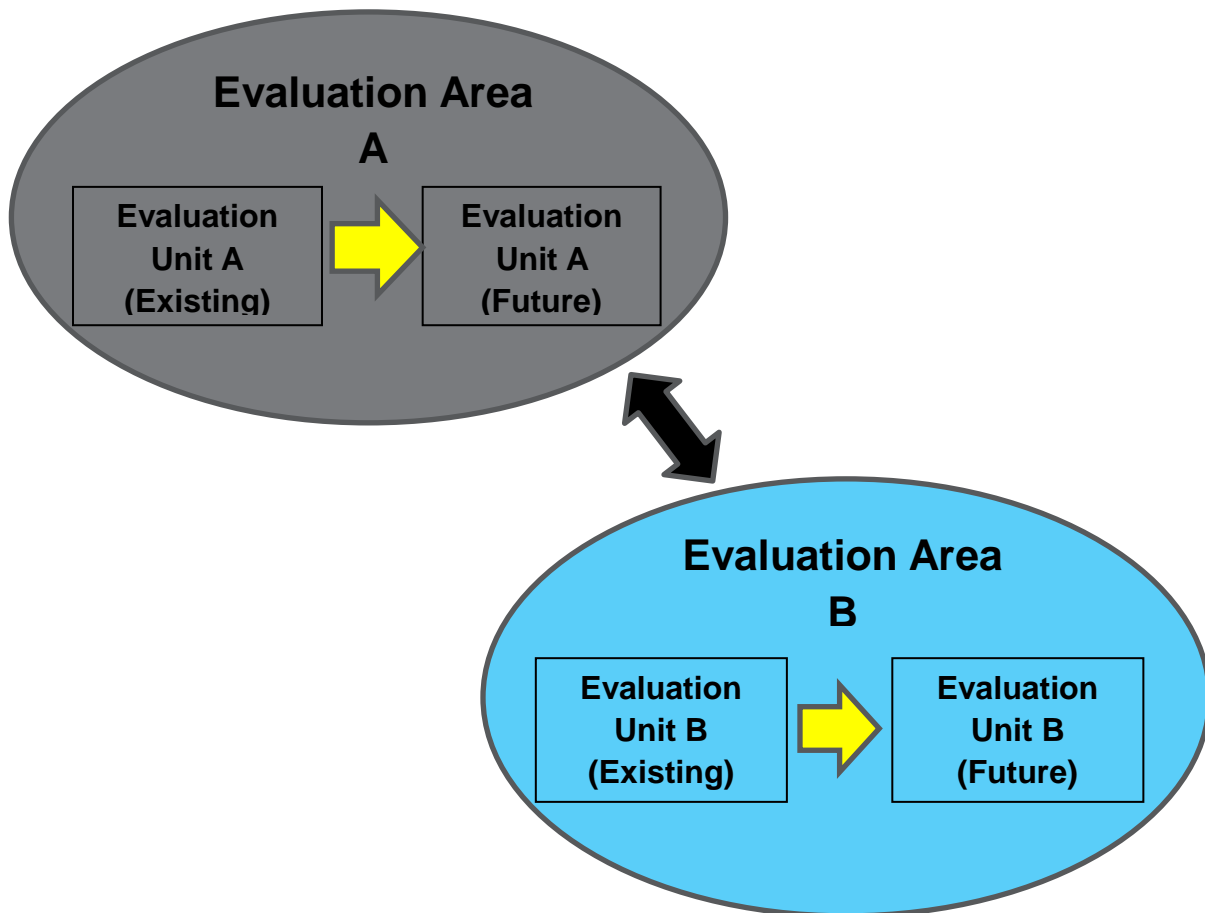 Evaluation Area
A
Evaluation
Unit A
(Existing)
Evaluation
Unit A
(Future)
Evaluation Area
B
Evaluation
Unit B
(Existing)
Evaluation
Unit B
(Future)